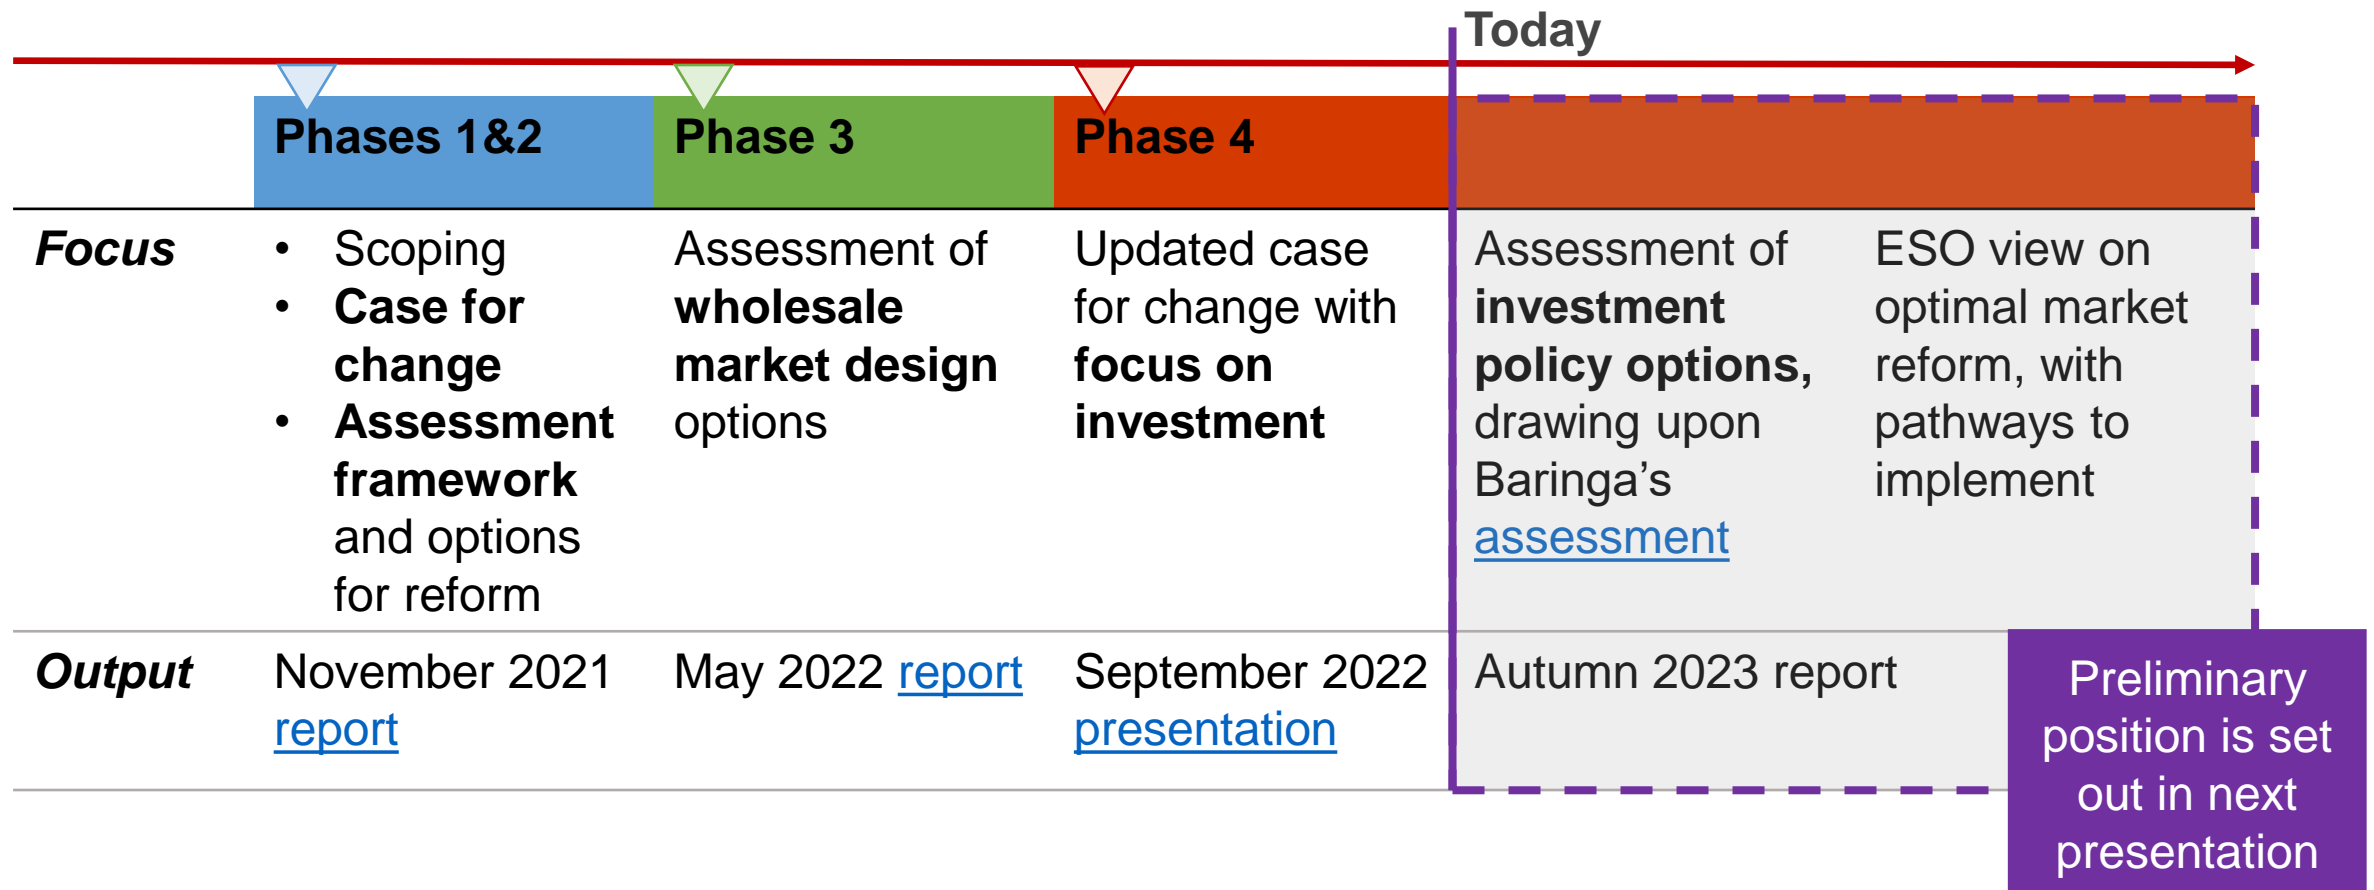 Today
Phases 1&2
Phase 3
Phase 4
Focus
• Scoping
• Case for
change
• Assessment
framework
and options
for reform
Assessment of
wholesale
market design
options
Updated case
for change with
focus on
investment
Assessment of
investment
policy options,
drawing upon
Baringa’s
assessment
ESO view on
optimal market
reform, with
pathways to
implement
Output
November 2021
report
May 2022 report
September 2022
presentation
Autumn 2023 report
Preliminary
position is set
out in next
presentation